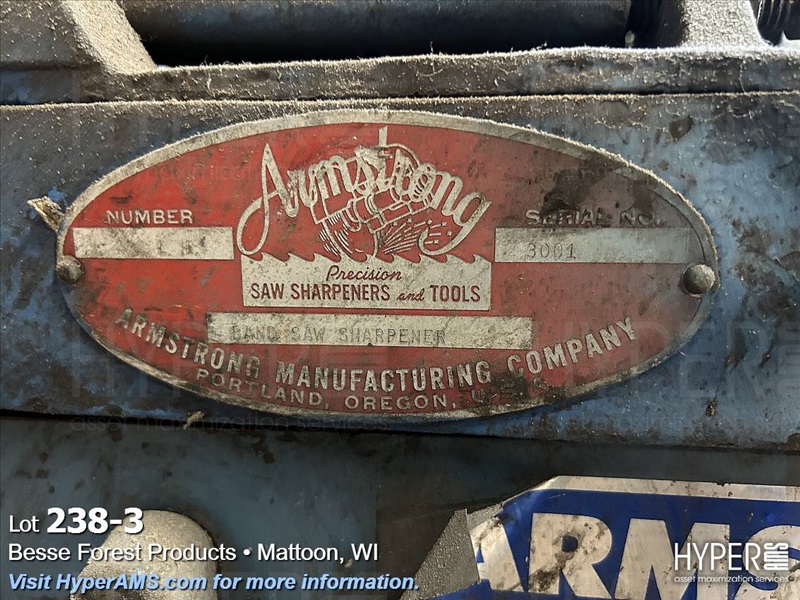 Armstrong
NUMBER
SERIAL NO.
3001
Precision
SAW SHARPENERS and TOOLS
BAND SAW SHARPENER
ARMSTRONG MANUFACTURING COMPANY
PORTLAND, OREGON, U.S.A.
ARMS
Lot 238-3
Besse Forest Products • Mattoon, WI
Visit HyperAMS.com for more information.
HYPERAMS
asset maximization services